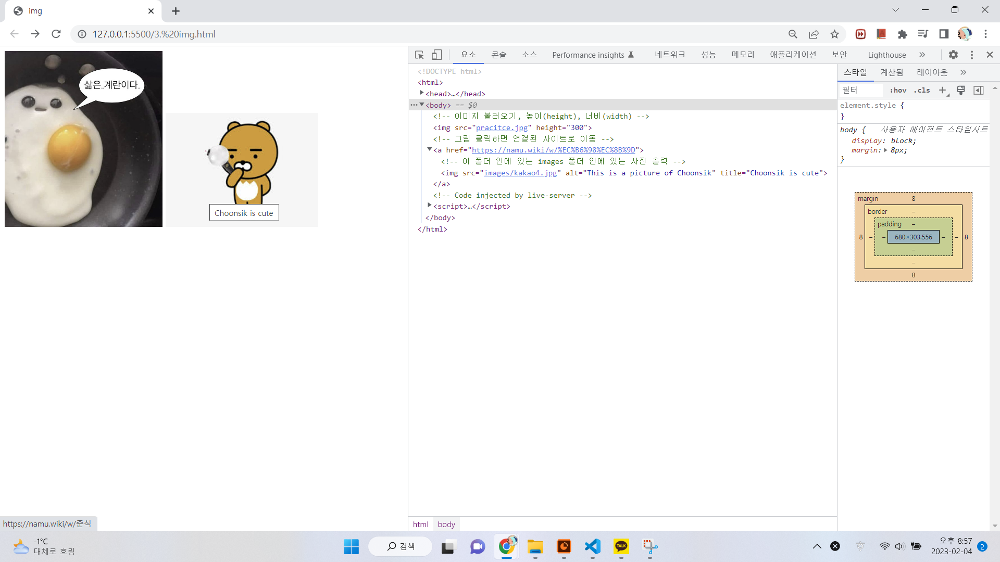 img
127.0.0.1:5500/3.%20img.html
삶은..계란이다..
Choonsik is cute
https://namu.wiki/w/춘식
요소 콘솔 소스 Performance insights 네트워크 성능 메모리 애플리케이션 보안 Lighthouse »
<!DOCTYPE html>
<html>
<head>…</head>
<body> == $0
<!-- 이미지 불러오기, 높이(height), 너비(width) -->
<img src="pracitce.jpg" height="300">
<!-- 그림 클릭하면 연결된 사이트로 이동 -->
<a href="https://namu.wiki/w/%EC%B6%98%EC%8B%9D">
<!-- 이 폴더 안에 있는 images 폴더 안에 있는 사진 출력 -->
<img src="images/kakao4.jpg" alt="This is a picture of Choonsik" title="Choonsik is cute">
</a>
<!-- Code injected by live-server -->
<script>…</script>
</body>
</html>
html body
스타일 계산됨 레이아웃 »
필터 :hov .cls
element.style {
}
body { 사용자 에이전트 스타일시트
display: block;
margin: 8px;
}
margin 8
border –
padding –
8 – – 680×303.556 – – 8
–
–
8
-1°C
대체로 흐림
검색
TALK
오후 8:57
2023-02-04
2